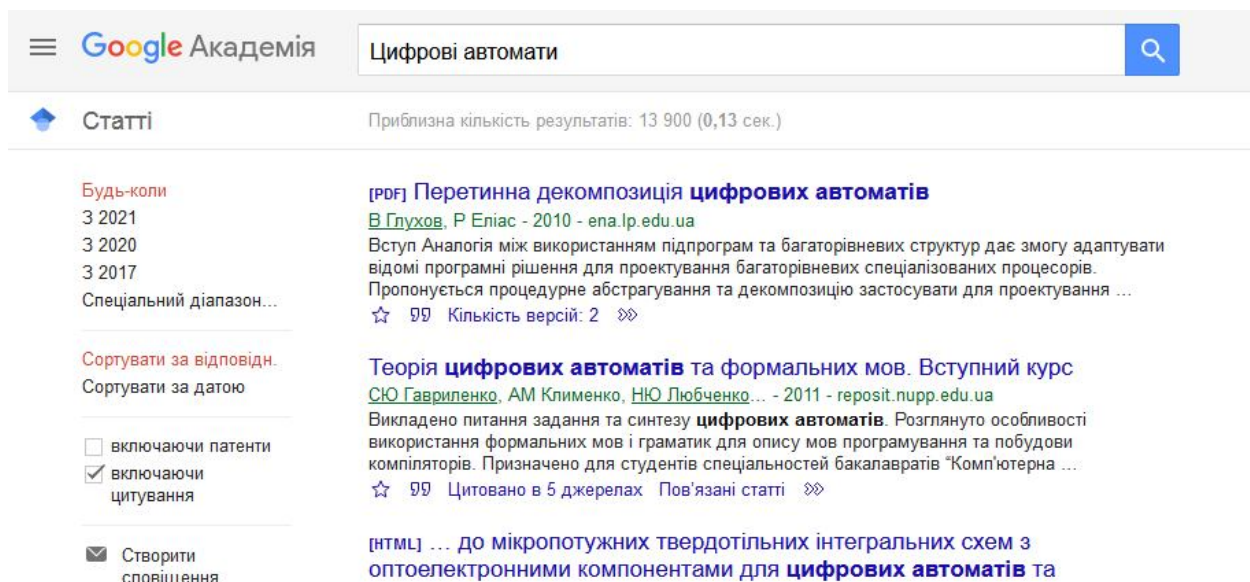 Google Академія
Цифрові автомати
Статті
Приблизна кількість результатів: 13 900 (0,13 сек.)
Будь-коли
З 2021
З 2020
З 2017
Спеціальний діапазон...
Сортувати за відповідн.
Сортувати за датою
включаючи патенти
включаючи
цитування
Створити
сповіщення
[PDF] Перетинна декомпозиція цифрових автоматів
В Глухов, Р Еліас - 2010 - ena.lp.edu.ua
Вступ Аналогія між використанням підпрограм та багаторівневих структур дає змогу адаптувати
відомі програмні рішення для проектування багаторівневих спеціалізованих процесорів.
Пропонується процедурне абстрагування та декомпозицію застосувати для проектування …
Кількість версій: 2
Теорія цифрових автоматів та формальних мов. Вступний курс
СЮ Гавриленко, АМ Клименко, НЮ Любченко… - 2011 - reposit.nupp.edu.ua
Викладено питання задання та синтезу цифрових автоматів. Розглянуто особливості
використання формальних мов і граматик для опису мов програмування та побудови
компіляторів. Призначено для студентів спеціальностей бакалавратів “Комп'ютерна …
Цитовано в 5 джерелах Пов'язані статті
[HTML] … до мікропотужних твердотільних інтегральних схем з
оптоелектронними компонентами для цифрових автоматів та